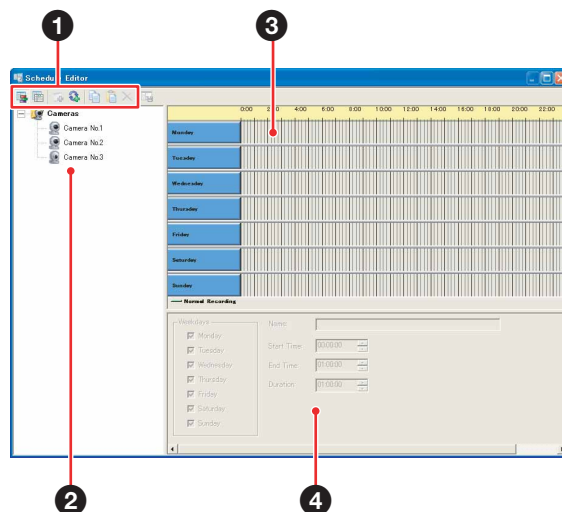 1
3
Schedule Editor
Cameras
Camera No.1
Camera No.2
Camera No.3
0:00 2:00 4:00 6:00 8:00 10:00 12:00 14:00 16:00 18:00 20:00 22:00
Monday
Tuesday
Wednesday
Thursday
Friday
Saturday
Sunday
Normal Recording
Weekdays
Monday
Tuesday
Wednesday
Thursday
Friday
Saturday
Sunday
Name:
Start Time: 00:00:00
End Time: 01:00:00
Duration: 01:00:00
2
4